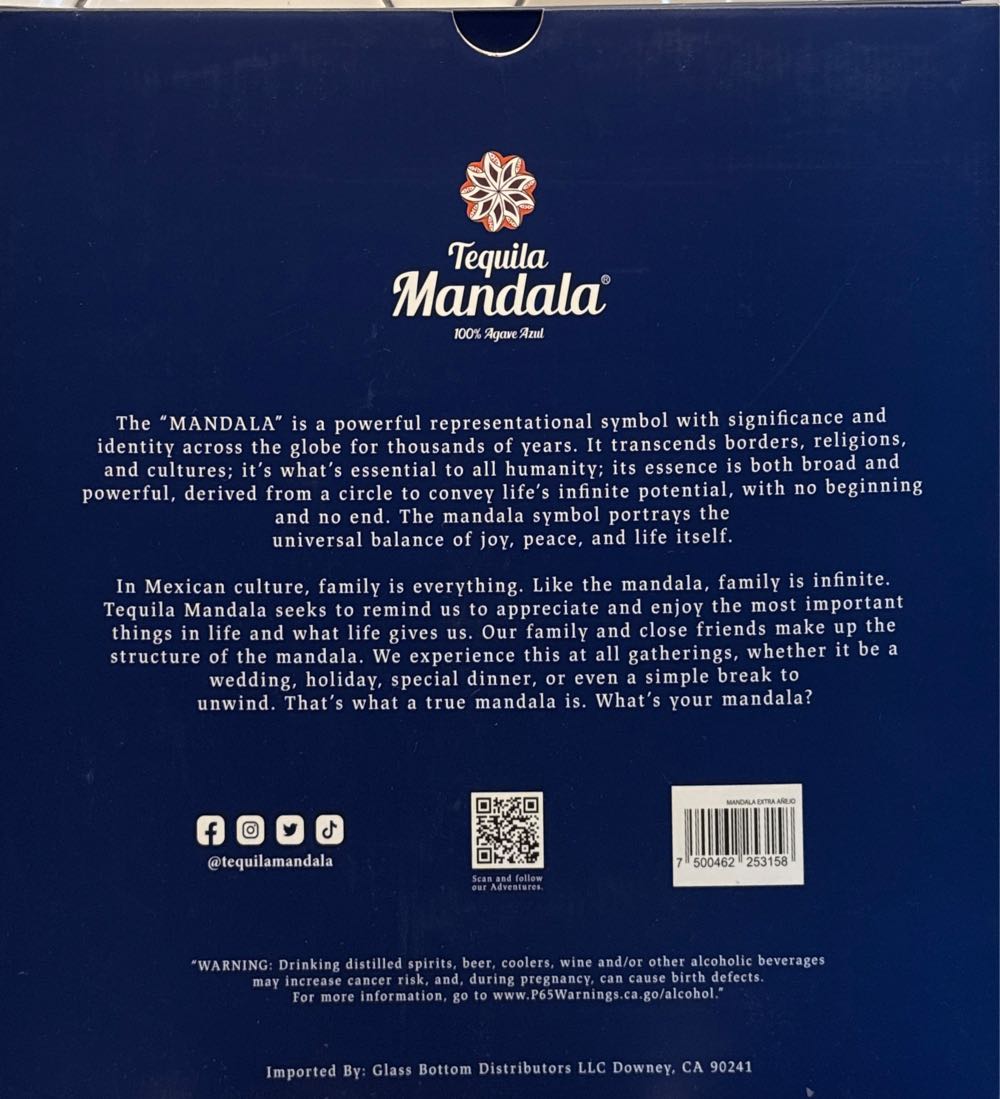 Tequila
Mandala®
100% Agave Azul
The “MANDALA” is a powerful representational symbol with significance and
identity across the globe for thousands of years. It transcends borders, religions,
and cultures; it’s what’s essential to all humanity; its essence is both broad and
powerful, derived from a circle to convey life’s infinite potential, with no beginning
and no end. The mandala symbol portrays the
universal balance of joy, peace, and life itself.
In Mexican culture, family is everything. Like the mandala, family is infinite.
Tequila Mandala seeks to remind us to appreciate and enjoy the most important
things in life and what life gives us. Our family and close friends make up the
structure of the mandala. We experience this at all gatherings, whether it be a
wedding, holiday, special dinner, or even a simple break to
unwind. That’s what a true mandala is. What’s your mandala?
@tequilamandala
Scan and follow
our Adventures.
MANDALA EXTRA AÑEJO
7 500462 253158
“WARNING: Drinking distilled spirits, beer, coolers, wine and/or other alcoholic beverages
may increase cancer risk, and, during pregnancy, can cause birth defects.
For more information, go to www.P65Warnings.ca.go/alcohol.”
Imported By: Glass Bottom Distributors LLC Downey, CA 90241